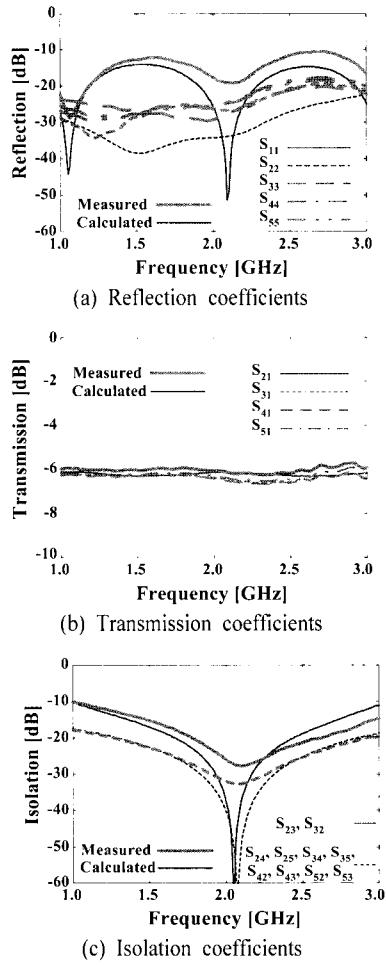 0
-10
-20
-30
-40
-50
-60
Reflection [dB]
S11
S22
S33
S44
S55
Measured
Calculated
1.0 1.5 2.0 2.5 3.0
Frequency [GHz]
(a) Reflection coefficients
0
-2
-4
-6
-8
-10
Transmission [dB]
Measured
Calculated
S21
S31
S41
S51
1.0 1.5 2.0 2.5 3.0
Frequency [GHz]
(b) Transmission coefficients
0
-10
-20
-30
-40
-50
-60
Isolation [dB]
S23, S32
Measured
Calculated
S24, S25, S34, S35,
S42, S43, S52, S53
1.0 1.5 2.0 2.5 3.0
Frequency [GHz]
(c) Isolation coefficients